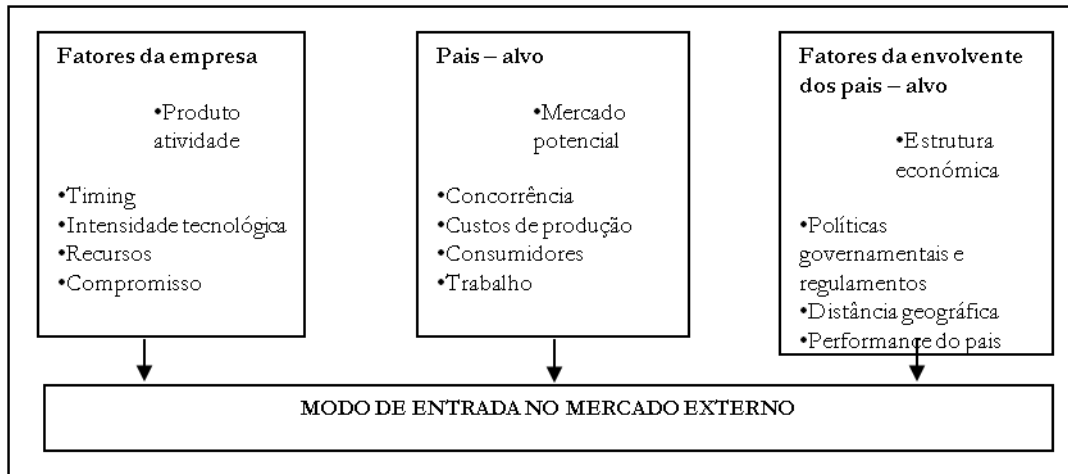 Fatores da empresa
•Produto
atividade
•Timing
•Intensidade tecnológica
•Recursos
•Compromisso
Pais – alvo
•Mercado
potencial
•Concorrência
•Custos de produção
•Consumidores
•Trabalho
Fatores da envolvente
dos pais – alvo
•Estrutura
económica
•Políticas
governamentais e
regulamentos
•Distância geográfica
•Performance do pais
MODO DE ENTRADA NO MERCADO EXTERNO